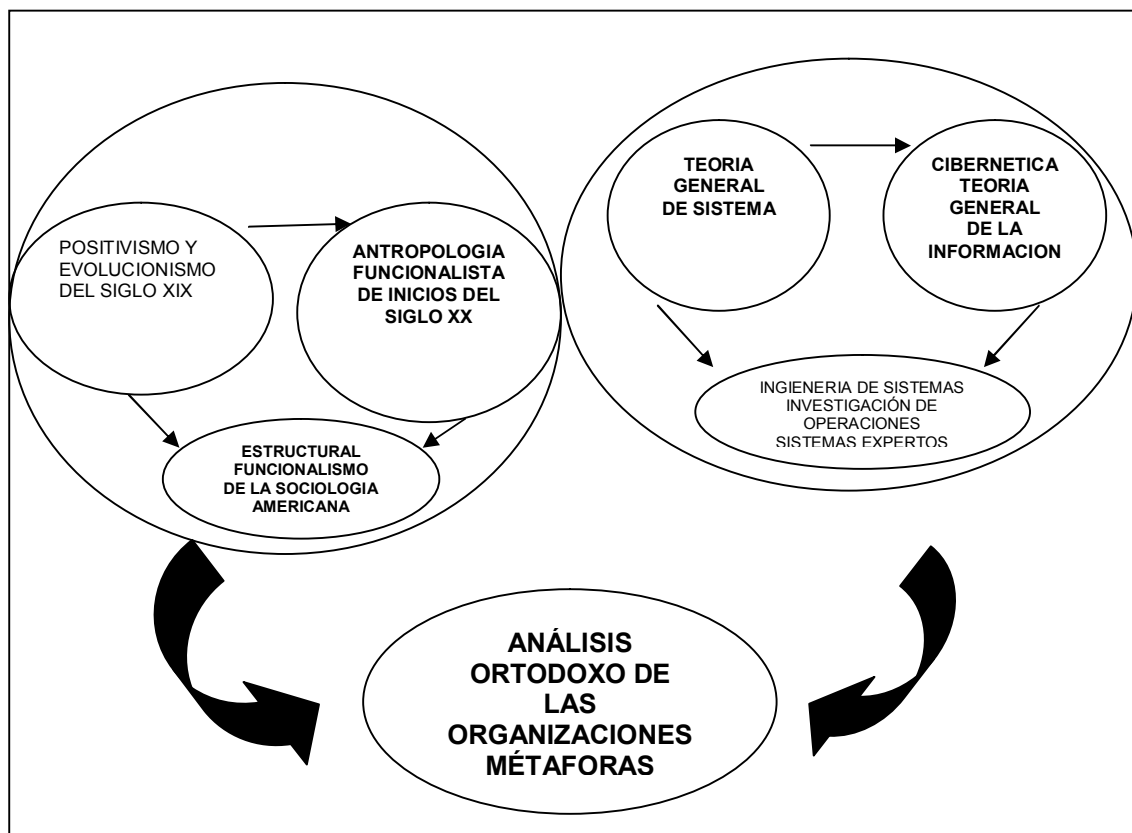 POSITIVISMO Y
EVOLUCIONISMO
DEL SIGLO XIX
ANTROPOLOGIA
FUNCIONALISTA
DE INICIOS DEL
SIGLO XX
ESTRUCTURAL
FUNCIONALISMO
DE LA SOCIOLOGIA
AMERICANA
TEORIA
GENERAL
DE SISTEMA
CIBERNETICA
TEORIA
GENERAL
DE LA
INFORMACION
INGIENERIA DE SISTEMAS
INVESTIGACIÓN DE
OPERACIONES
SISTEMAS EXPERTOS
ANÁLISIS
ORTODOXO DE
LAS
ORGANIZACIONES
MÉTAFORAS